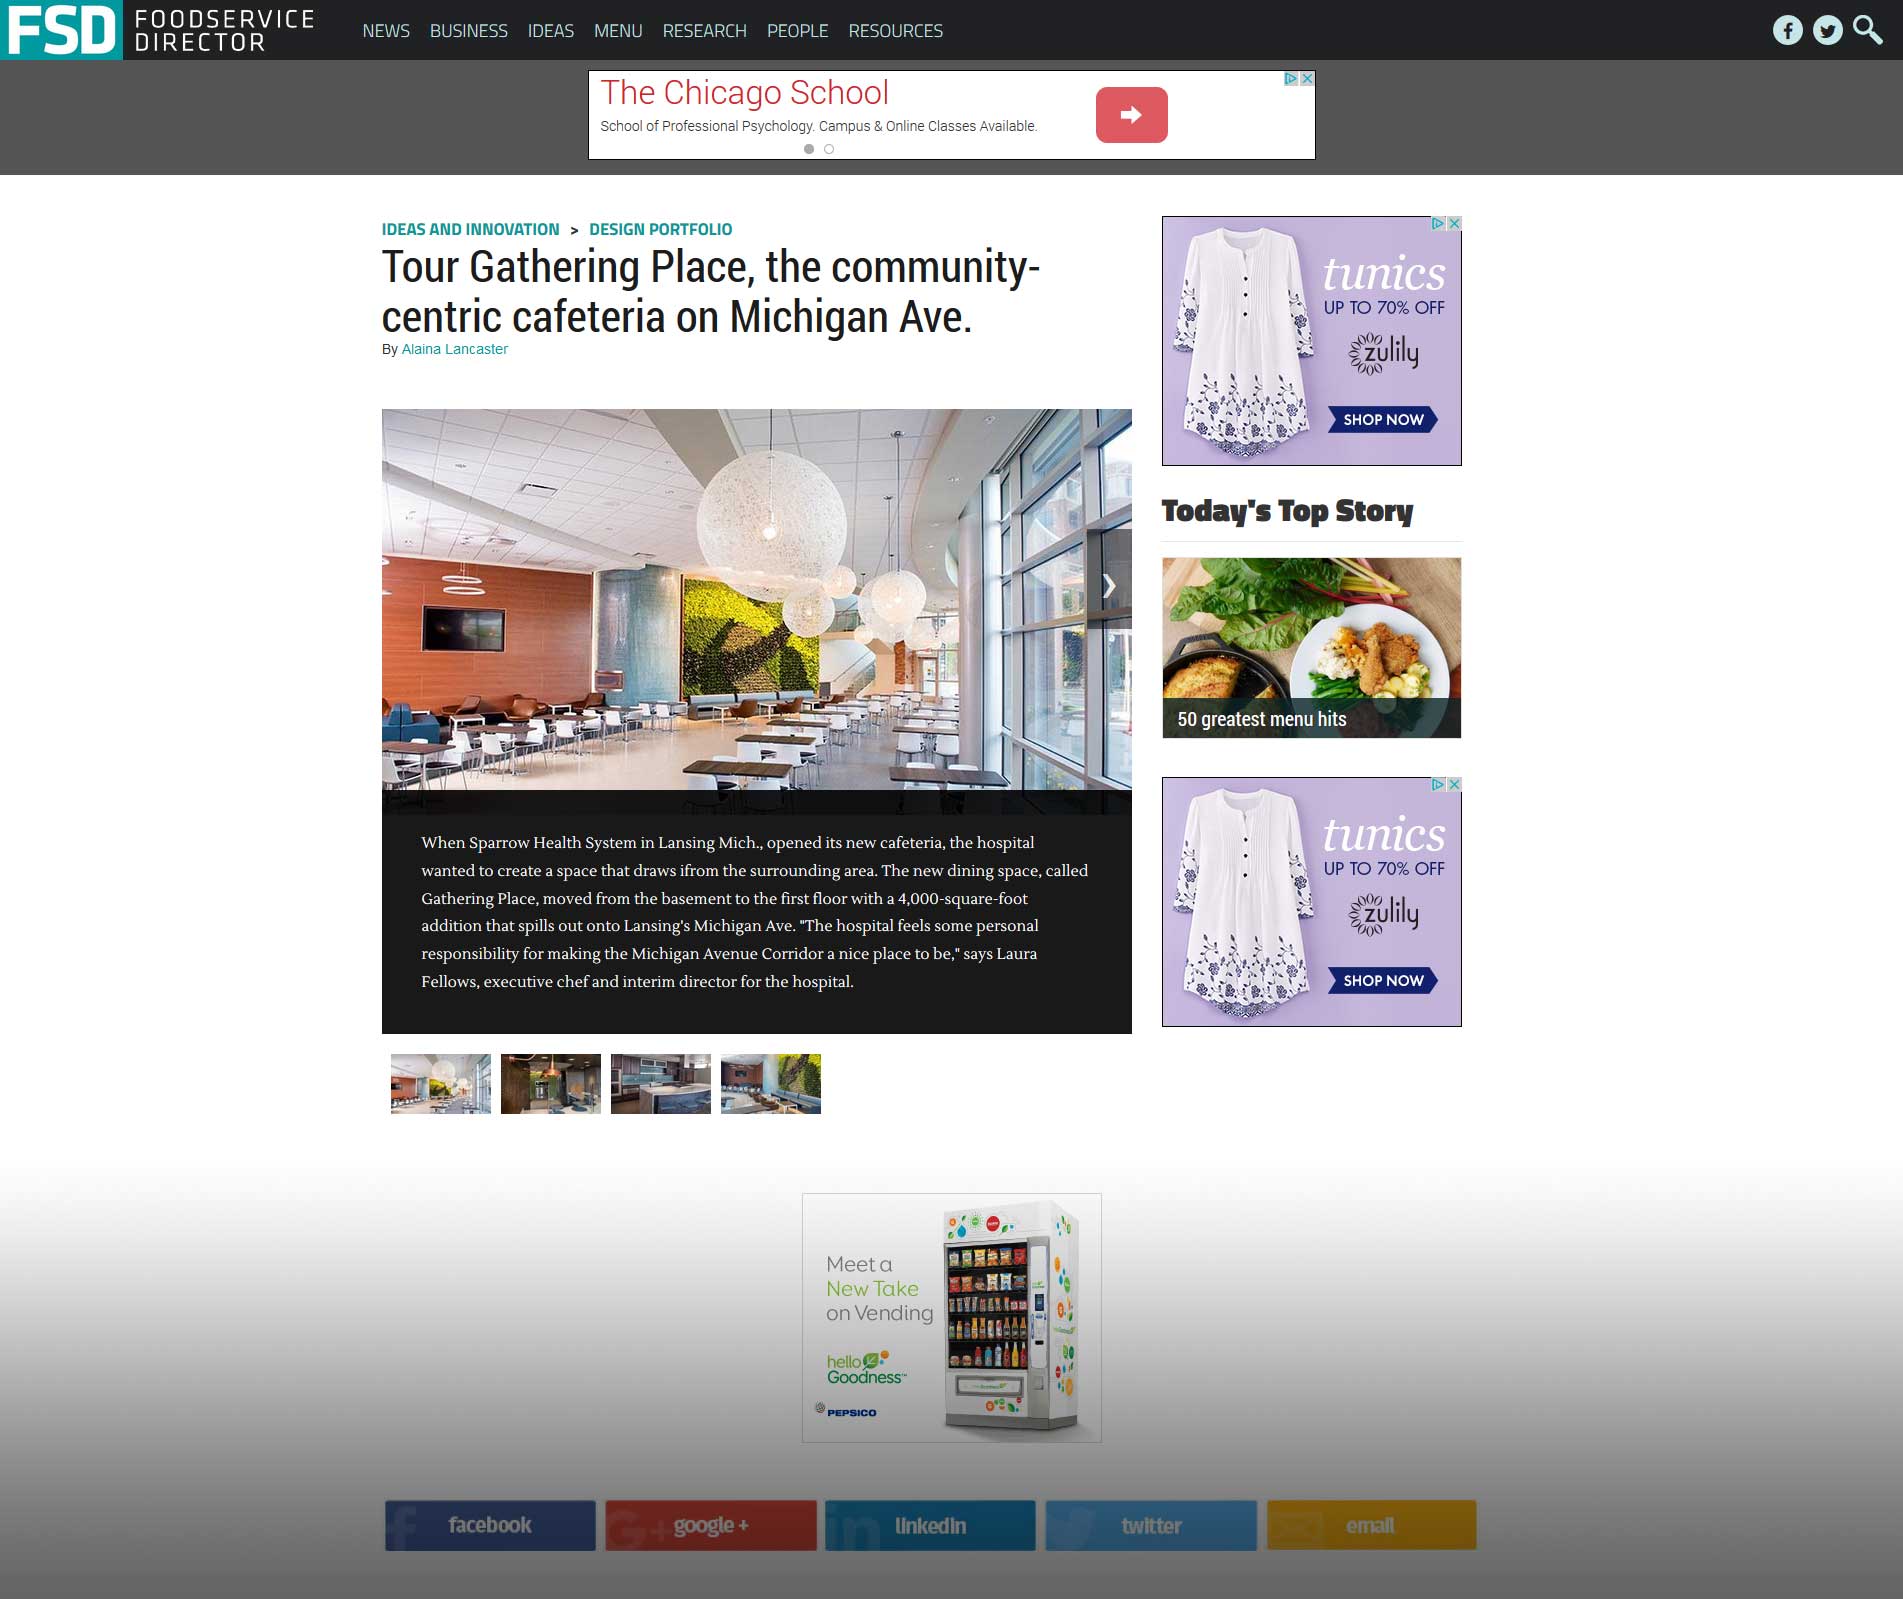 FSD FOODSERVICE
DIRECTOR
NEWS BUSINESS IDEAS MENU RESEARCH PEOPLE RESOURCES
The Chicago School
School of Professional Psychology. Campus & Online Classes Available.
IDEAS AND INNOVATION > DESIGN PORTFOLIO
Tour Gathering Place, the community-
centric cafeteria on Michigan Ave.
By Alaina Lancaster
When Sparrow Health System in Lansing Mich., opened its new cafeteria, the hospital
wanted to create a space that draws ifrom the surrounding area. The new dining space, called
Gathering Place, moved from the basement to the first floor with a 4,000-square-foot
addition that spills out onto Lansing's Michigan Ave. "The hospital feels some personal
responsibility for making the Michigan Avenue Corridor a nice place to be," says Laura
Fellows, executive chef and interim director for the hospital.
tunics
UP TO 70% OFF
zulily
SHOP NOW
Today's Top Story
50 greatest menu hits
tunics
UP TO 70% OFF
zulily
SHOP NOW
Meet a
New Take
on Vending
hello
Goodness™
PEPSICO
facebook
google +
linkedin
twitter
email